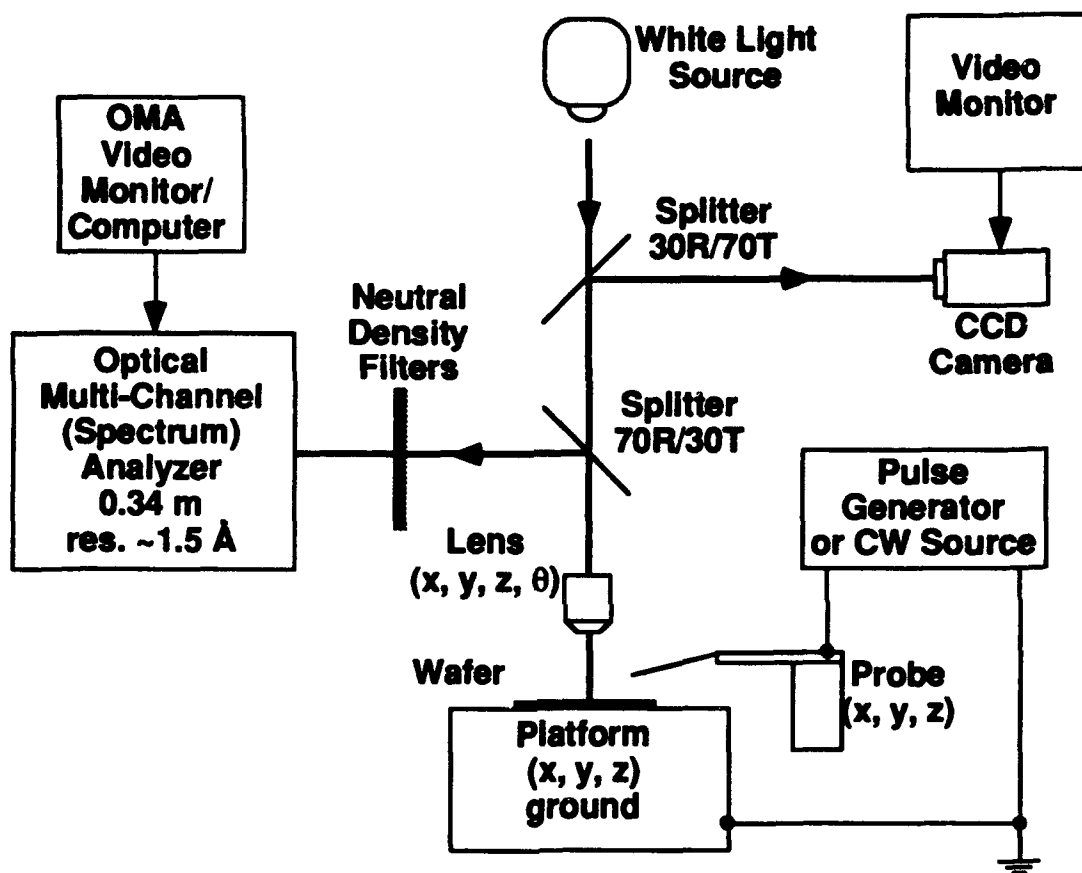 White Light
Source
Video
Monitor
OMA
Video
Monitor/
Computer
Splitter
30R/70T
Neutral
Density
Filters
CCD
Camera
Optical
Multi-Channel
(Spectrum)
Analyzer
0.34 m
res. ~1.5 Å
Splitter
70R/30T
Pulse
Generator
or CW Source
Lens
(x, y, z, θ)
Wafer
Probe
(x, y, z)
Platform
(x, y, z)
ground